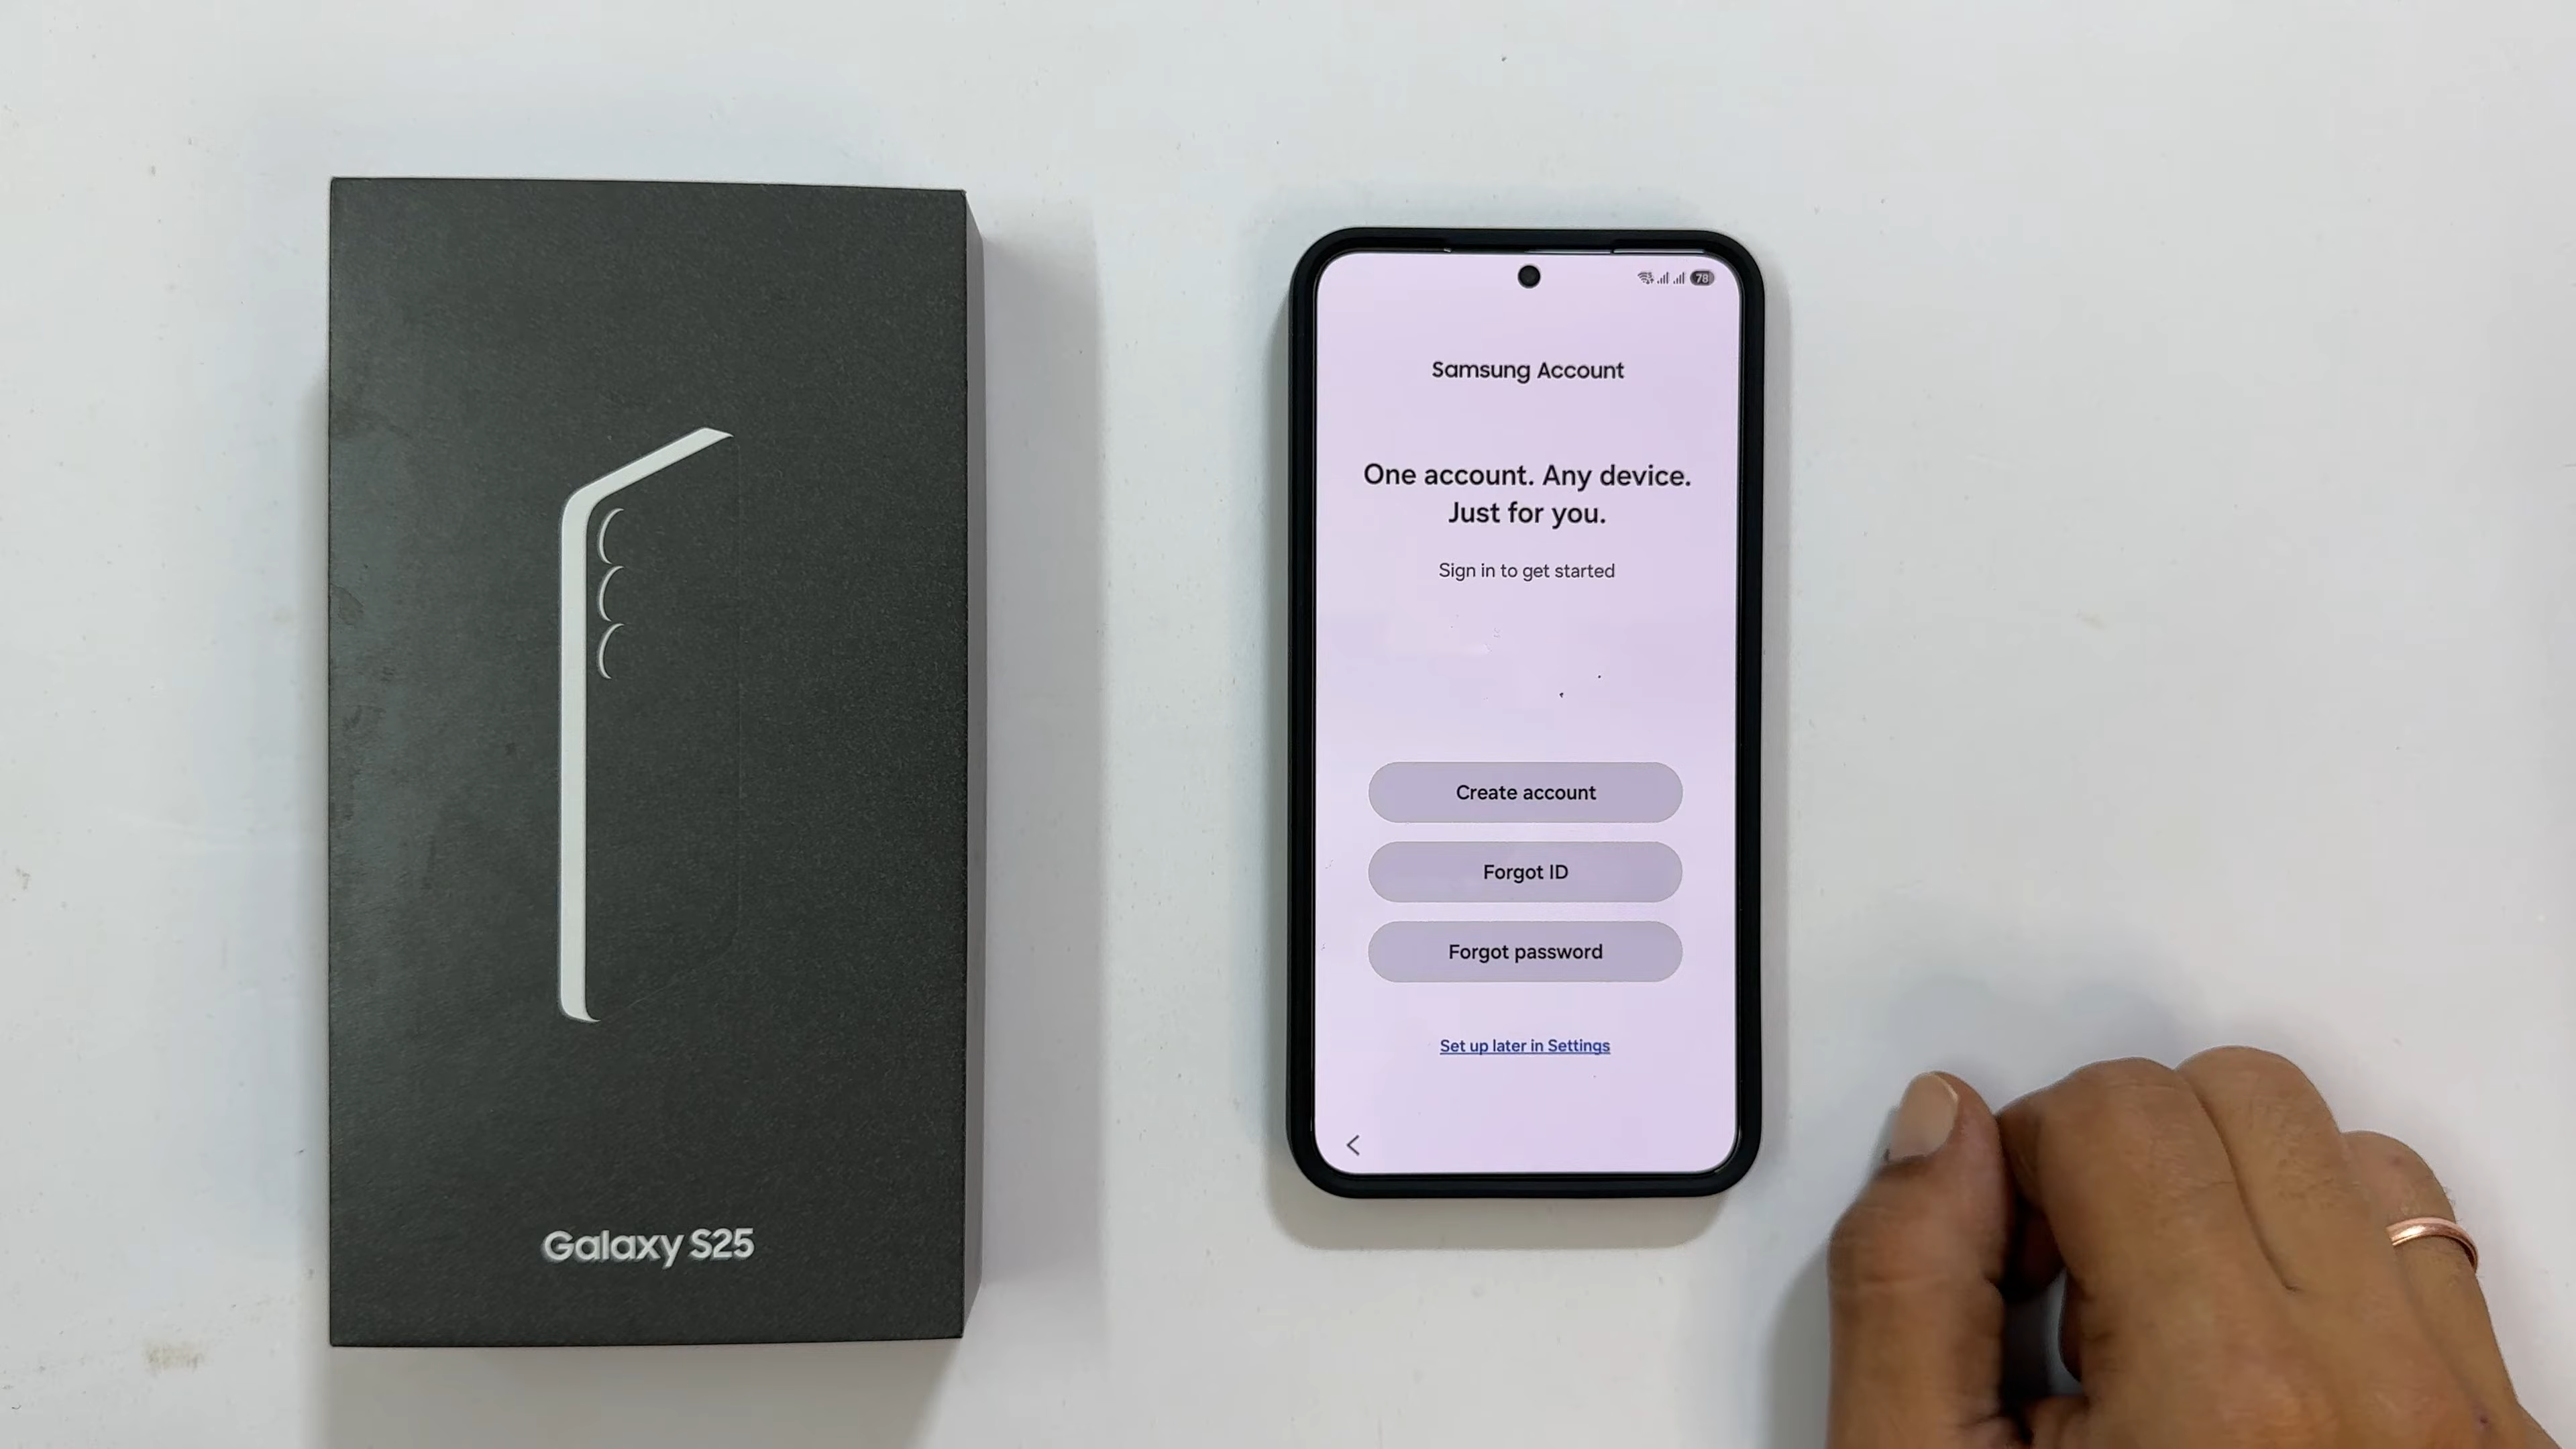 Galaxy S25
78
Samsung Account
One account. Any device.
Just for you.
Sign in to get started
Create account
Forgot ID
Forgot password
Set up later in Settings